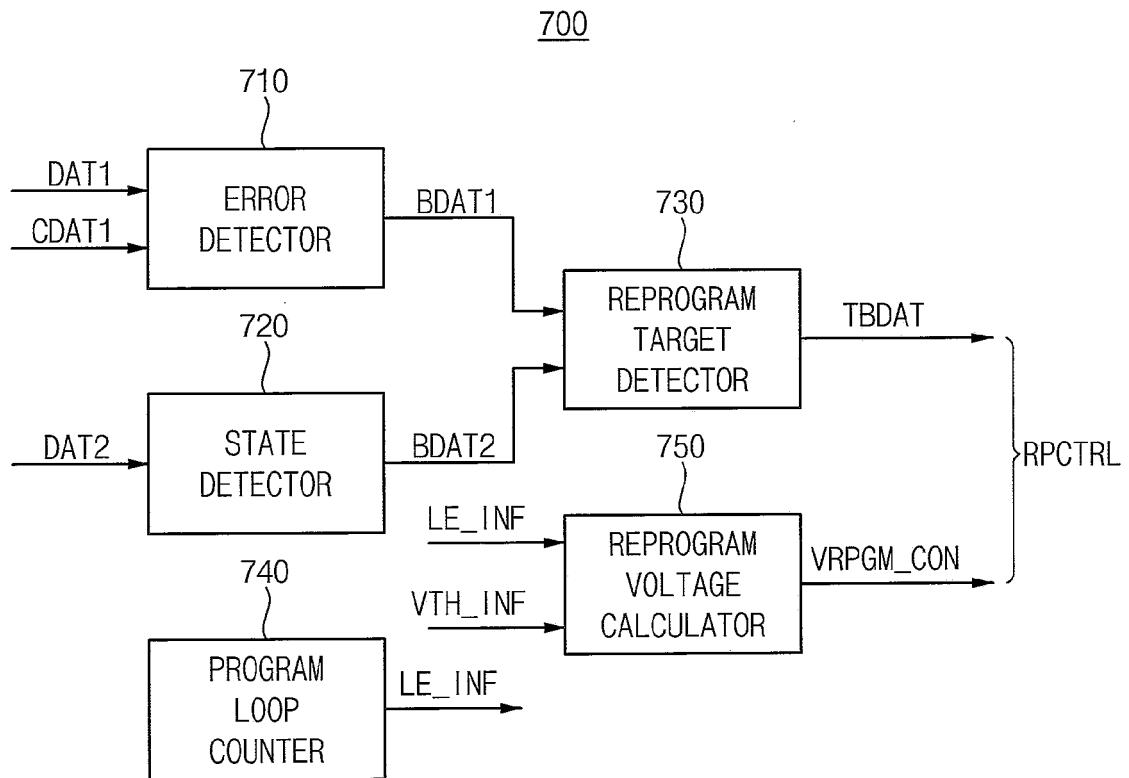 700
710
DAT1
CDAT1
ERROR
DETECTOR
BDAT1
730
REPROGRAM
TARGET
DETECTOR
TBDAT
720
DAT2
STATE
DETECTOR
BDAT2
750
LE_INF
VTH_INF
REPROGRAM
VOLTAGE
CALCULATOR
VRPGM_CON
RPCTRL
740
PROGRAM
LOOP
COUNTER
LE_INF